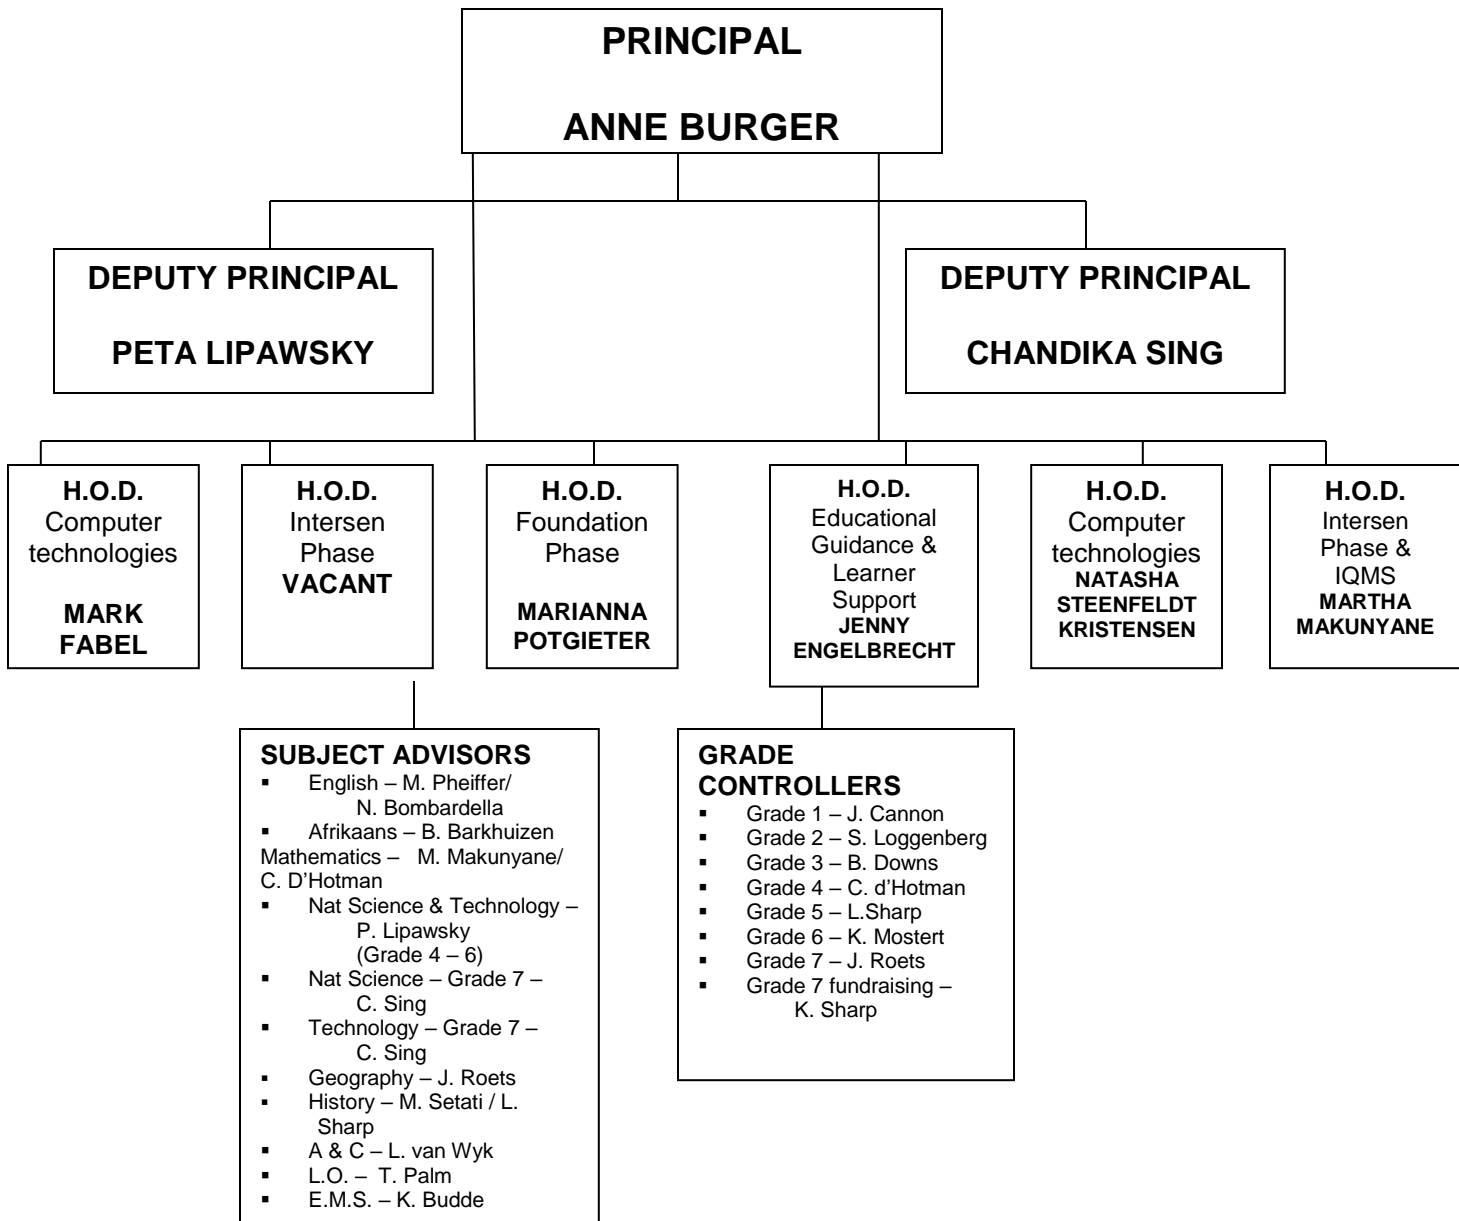 PRINCIPAL
ANNE BURGER
DEPUTY PRINCIPAL
PETA LIPAWSKY
DEPUTY PRINCIPAL
CHANDIKA SING
H.O.D.
Computer
technologies
MARK
FABEL
H.O.D.
Intersen
Phase
VACANT
H.O.D.
Foundation
Phase
MARIANNA
POTGIETER
H.O.D.
Educational
Guidance &
Learner
Support
JENNY
ENGELBRECHT
H.O.D.
Computer
technologies
NATASHA
STEENFELDT
KRISTENSEN
H.O.D.
Intersen
Phase &
IQMS
MARTHA
MAKUNYANE
SUBJECT ADVISORS
▪ English – M. Pheiffer/
N. Bombardella
▪ Afrikaans – B. Barkhuizen
Mathematics – M. Makunyane/
C. D’Hotman
▪ Nat Science & Technology –
P. Lipawsky
(Grade 4 – 6)
▪ Nat Science – Grade 7 –
C. Sing
▪ Technology – Grade 7 –
C. Sing
▪ Geography – J. Roets
▪ History – M. Setati / L.
Sharp
▪ A & C – L. van Wyk
▪ L.O. – T. Palm
▪ E.M.S. – K. Budde
GRADE
CONTROLLERS
▪ Grade 1 – J. Cannon
▪ Grade 2 – S. Loggenberg
▪ Grade 3 – B. Downs
▪ Grade 4 – C. d’Hotman
▪ Grade 5 – L.Sharp
▪ Grade 6 – K. Mostert
▪ Grade 7 – J. Roets
▪ Grade 7 fundraising –
K. Sharp